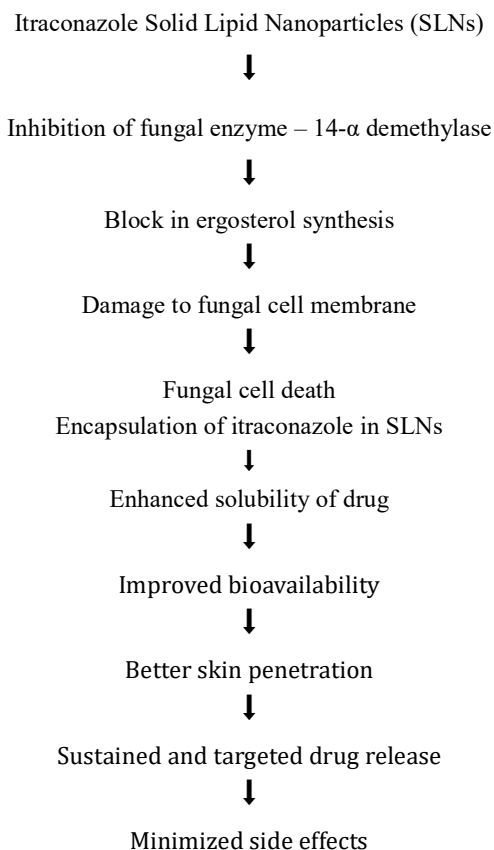 Itraconazole Solid Lipid Nanoparticles (SLNs)
Inhibition of fungal enzyme – 14-α demethylase
Block in ergosterol synthesis
Damage to fungal cell membrane
Fungal cell death
Encapsulation of itraconazole in SLNs
Enhanced solubility of drug
Improved bioavailability
Better skin penetration
Sustained and targeted drug release
Minimized side effects